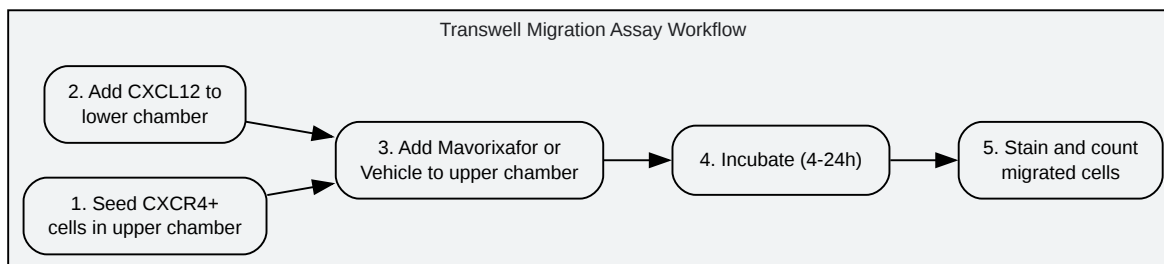 Transwell Migration Assay Workflow
2. Add CXCL12 to
lower chamber
1. Seed CXCR4+
cells in upper chamber
3. Add Mavorixafor or
Vehicle to upper chamber
4. Incubate (4-24h)
5. Stain and count
migrated cells